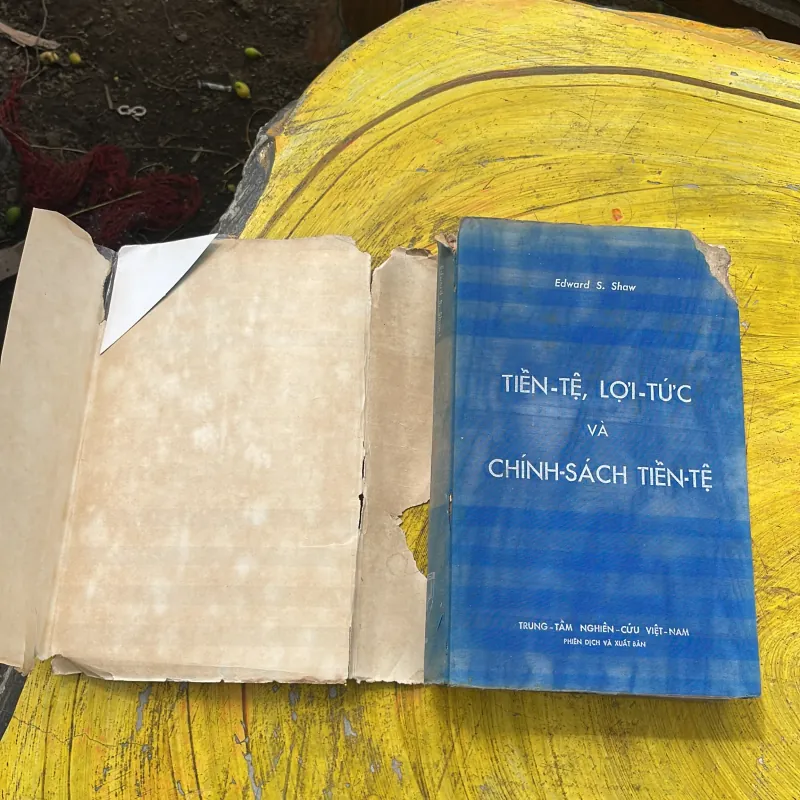 Edward S. Shaw
TIỀN-TỆ, LỢI-TỨC
VÀ
CHÍNH-SÁCH TIỀN-TỆ
TRUNG-TÂM NGHIÊN-CỨU VIỆT-NAM
PHIÊN DỊCH VÀ XUẤT BẢN